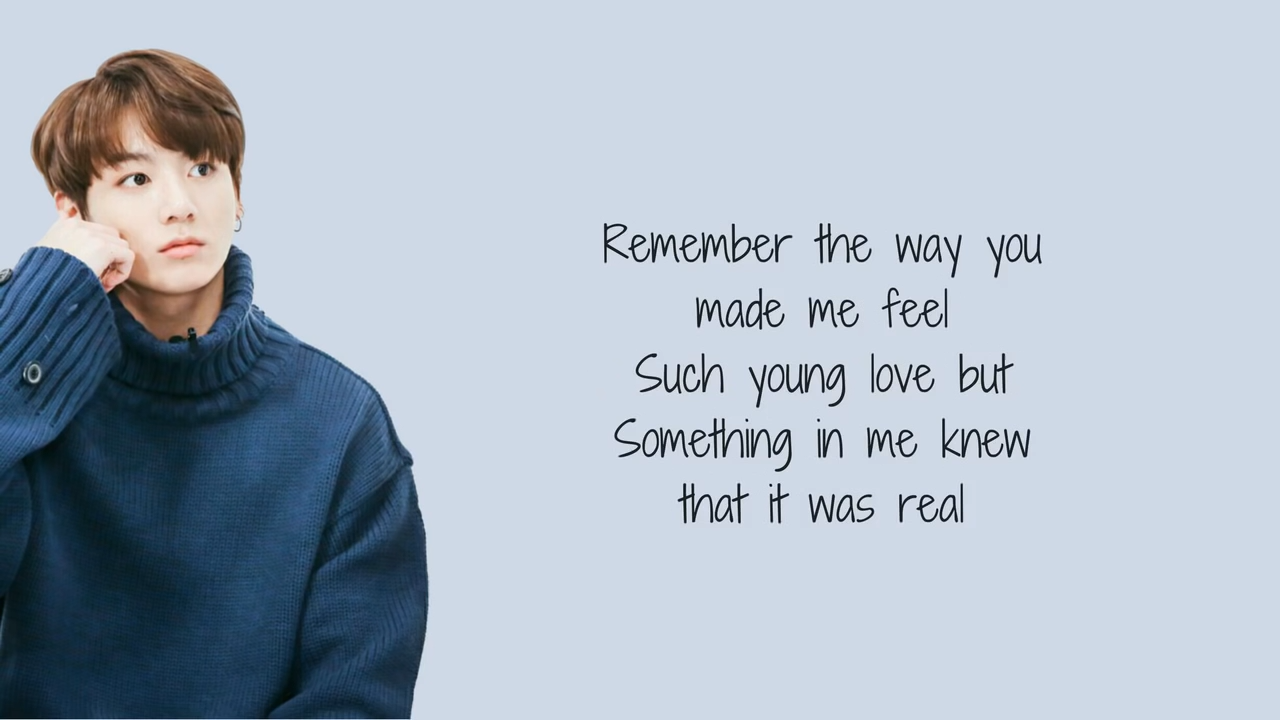 Remember the way you
made me feel
Such young love but
Something in me knew
that it was real